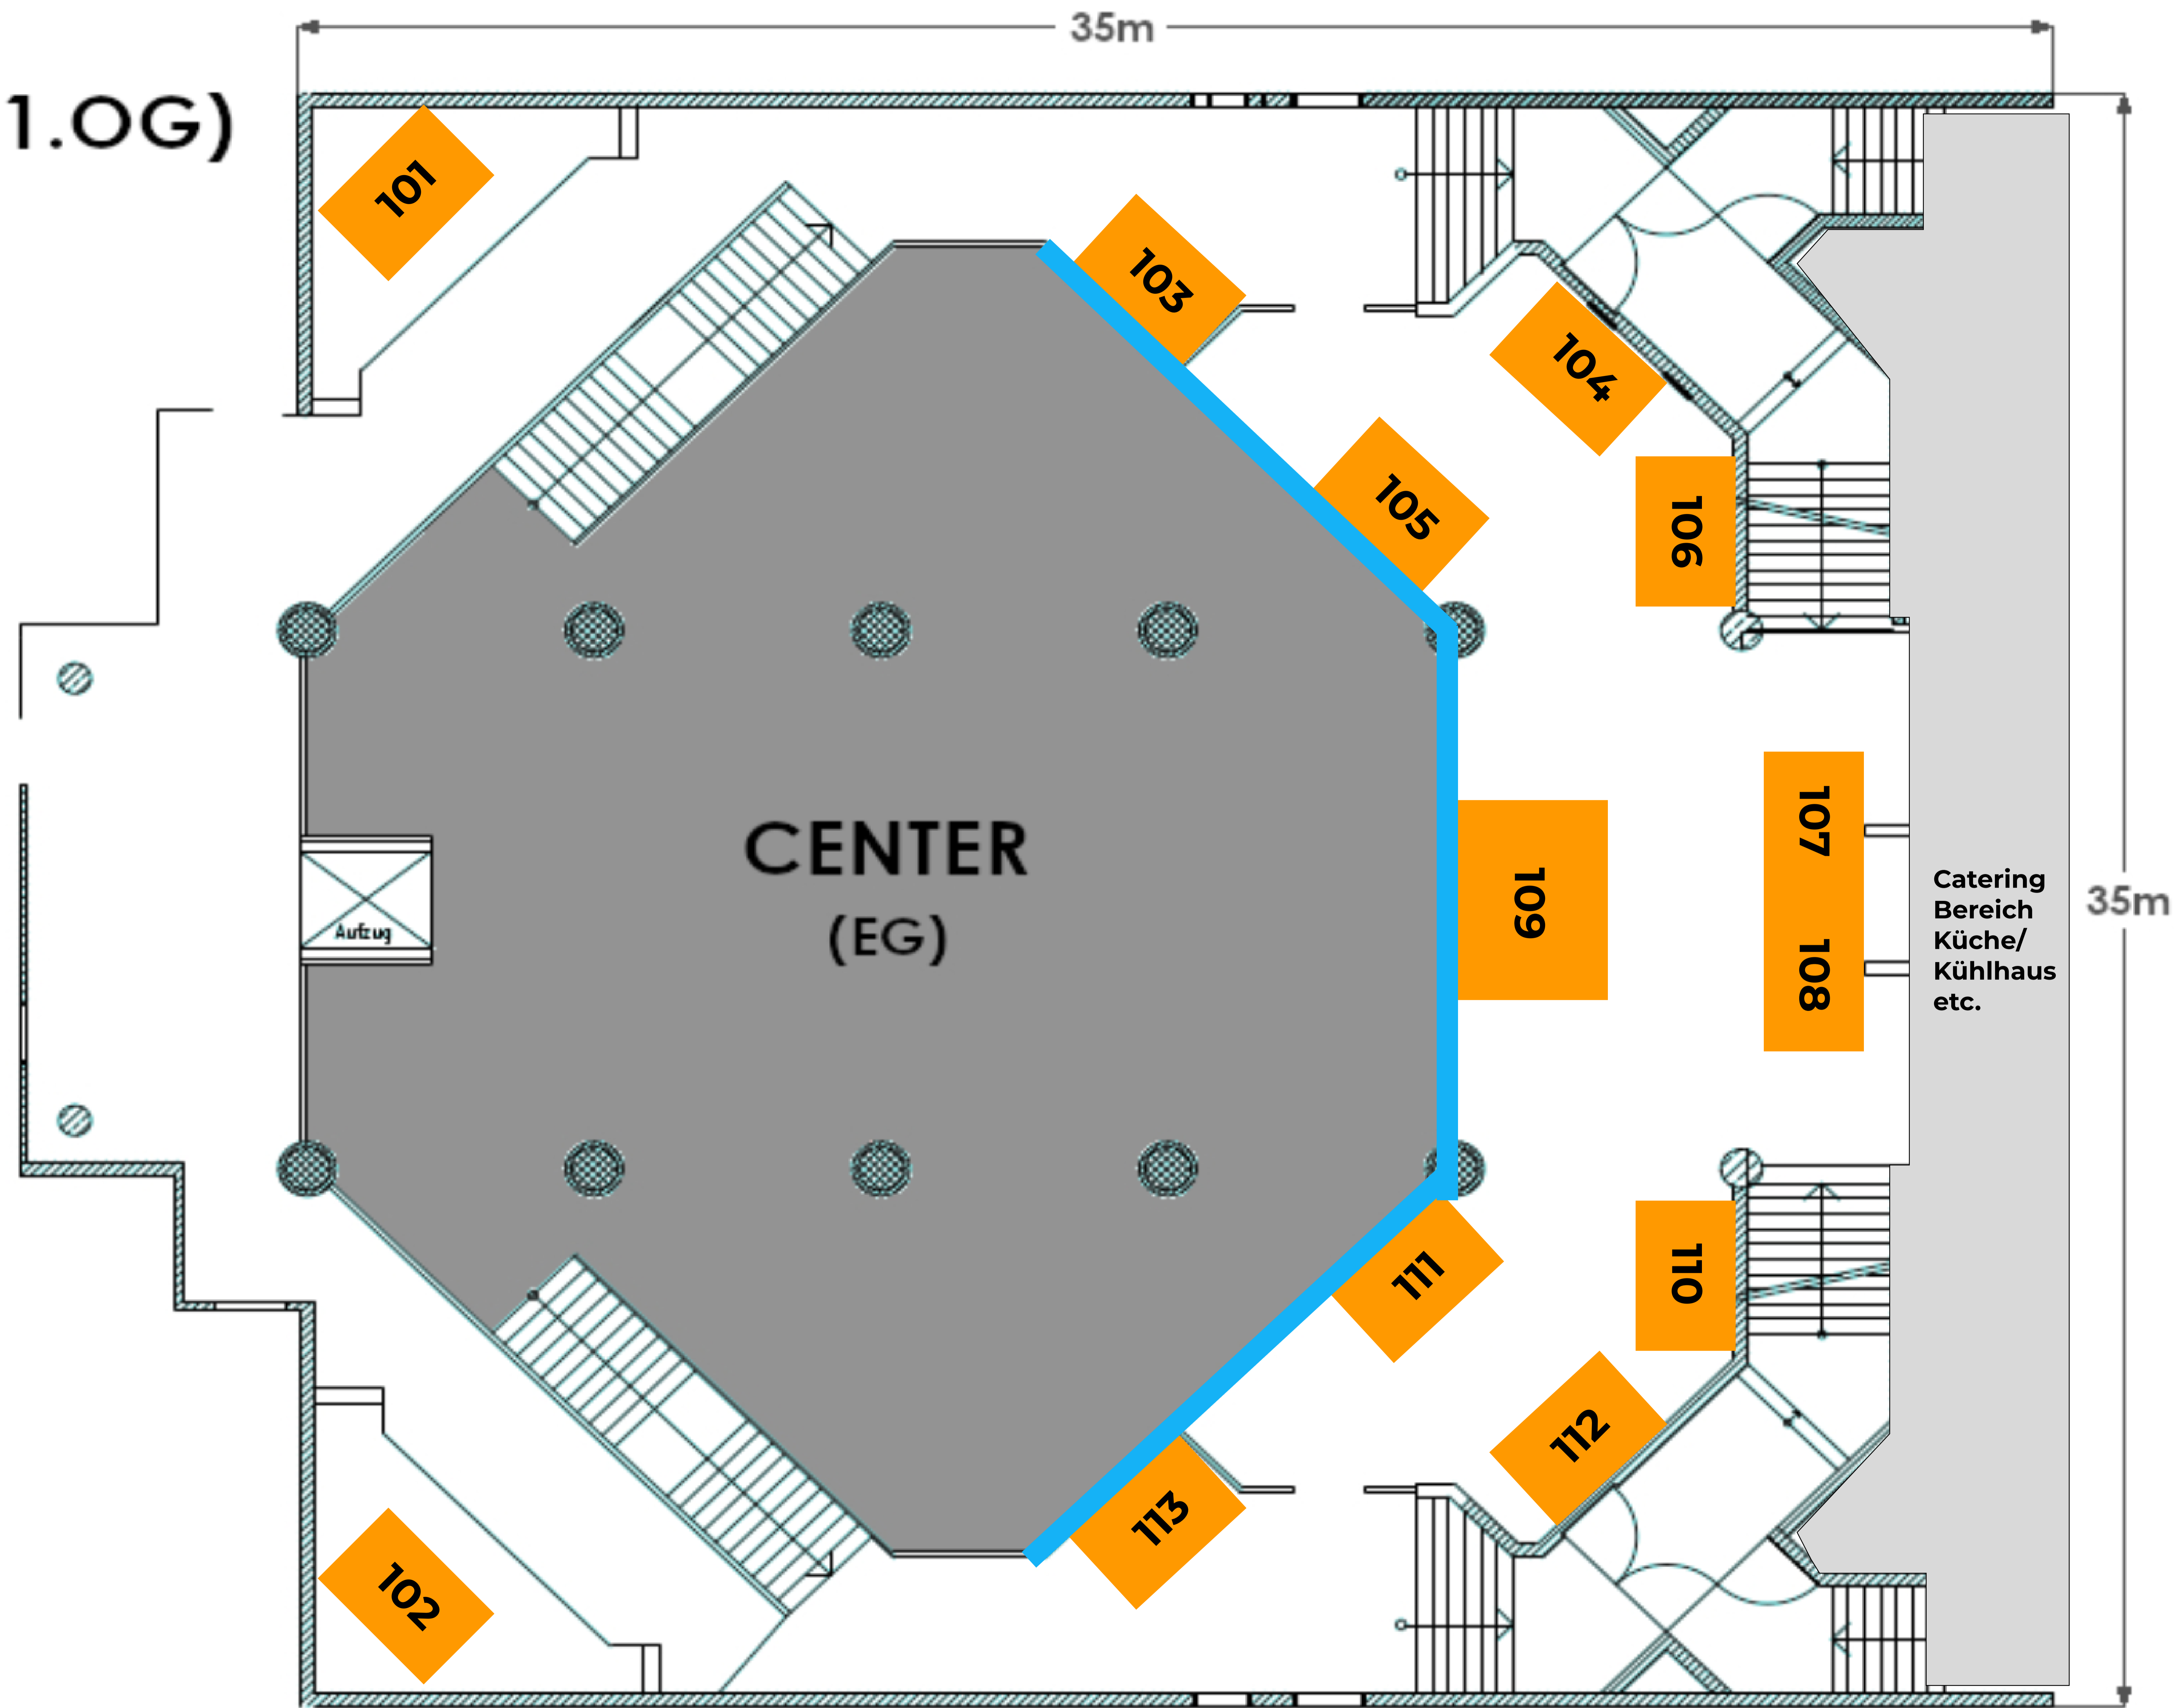 35m
1.OG)
101
103
104
105
106
107
CENTER
(EG)
109
Aufzug
108
Catering
Bereich
Küche/
Kühlhaus
etc.
35m
111
110
112
113
102